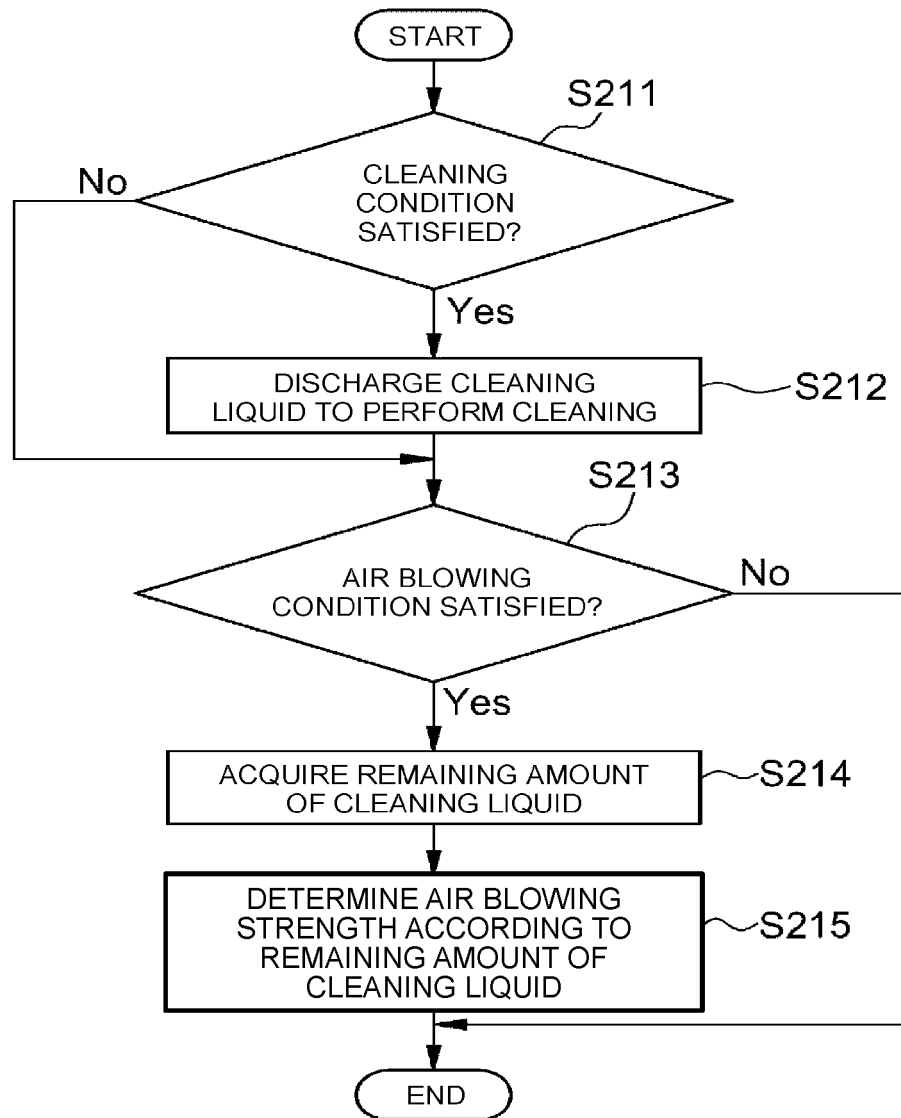 START
S211
No
CLEANING
CONDITION
SATISFIED?
Yes
DISCHARGE CLEANING
LIQUID TO PERFORM CLEANING
S212
S213
AIR BLOWING
CONDITION SATISFIED?
No
Yes
ACQUIRE REMAINING AMOUNT
OF CLEANING LIQUID
S214
DETERMINE AIR BLOWING
STRENGTH ACCORDING TO
REMAINING AMOUNT OF
CLEANING LIQUID
S215
END